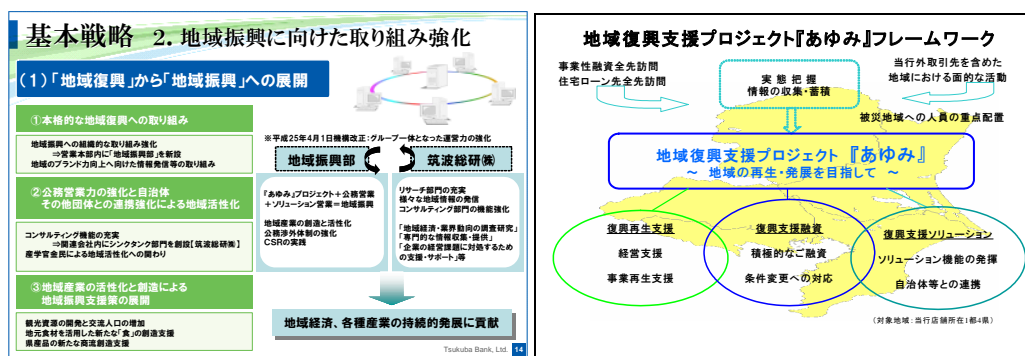 基本戦略 2. 地域振興に向けた取り組み強化
(1)「地域復興」から「地域振興」への展開
①本格的な地域復興への取り組み
地域振興への組織的な取り組み強化
⇒営業本部内に「地域振興部」を新設
地域のブランド力向上へ向けた情報発信等の取り組み
②公務営業力の強化と自治体
その他団体との連携強化による地域活性化
コンサルティング機能の充実
⇒関連会社内にシンクタンク部を創設【筑波総研㈱】
産学官金民による地域活性化への関わり
③地域産業の活性化と創造による
地域振興支援策の展開
観光資源の開発と交流人口の増加
地元食材を活用した新たな「食」の創造支援
県産品の新たな商流創造支援
※平成25年4月1日機構改正:グループ一体となった運営力の強化
地域振興部
筑波総研㈱
『あゆみ』プロジェクト+公務営業
+ソリューション営業=地域振興
地域産業の創造と活性化
公務渉外体制の強化
CSRの実践
リサーチ部門の充実
様々な地域情報の発信
コンサルティング部門の機能強化
「地域経済・業界動向の調査研究」
「専門的な情報収集・提供」
「企業の経営課題に対処するため
の支援・サポート」等
地域経済、各種産業の持続的発展に貢献
Tsukuba Bank, Ltd. 14
地域復興支援プロジェクト『あゆみ』フレームワーク
事業性融資全先訪問
住宅ローン先全先訪問
実態把握
情報の収集・蓄積
当行外取引先を含めた
地域における面的な活動
被災地域への人員の重点配置
地域復興支援プロジェクト 『あゆみ』
~ 地域の再生・発展を目指して ~
復興再生支援
経営支援
事業再生支援
復興支援融資
積極的なご融資
条件変更への対応
復興支援ソリューション
ソリューション機能の発揮
自治体等との連携
(対象地域:当行店舗所在1都4県)